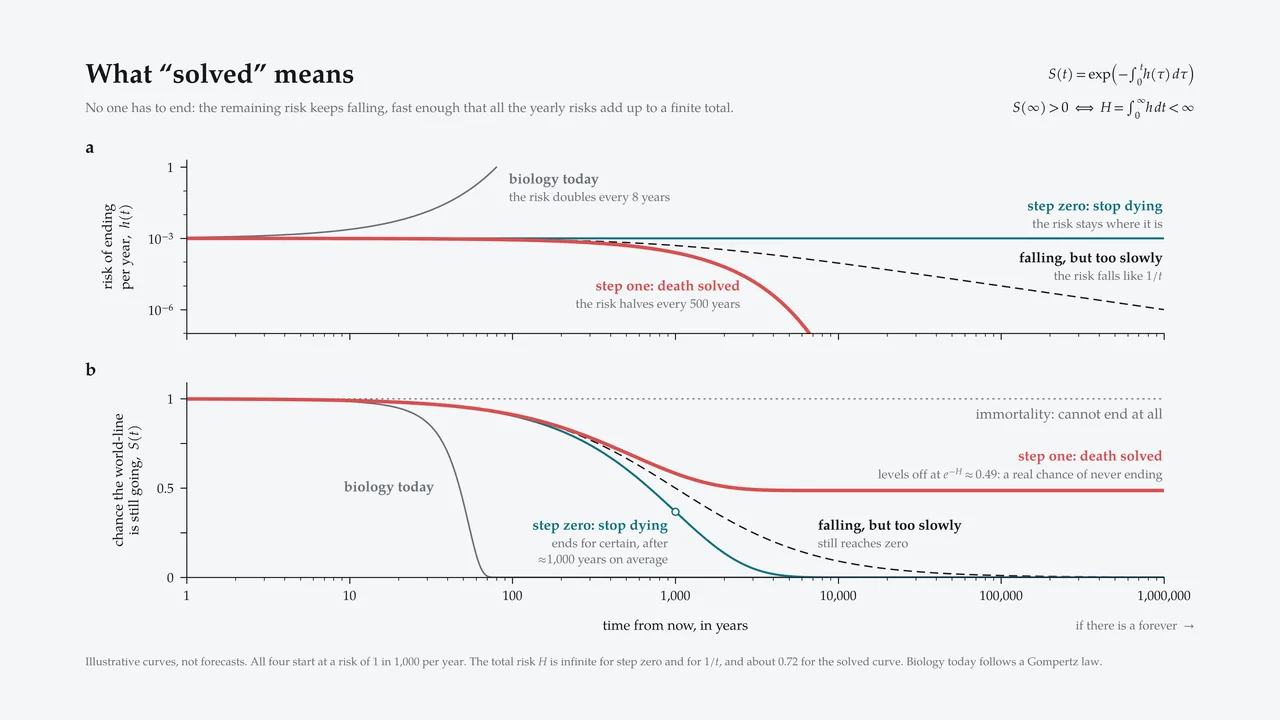 What “solved” means
S(t) = exp(−∫₀ᵗ h(τ) dτ)
No one has to end: the remaining risk keeps falling, fast enough that all the yearly risks add up to a finite total.
S(∞) > 0 ⟺ H = ∫₀^∞ h dt < ∞
a
risk of ending
per year, h(t)
1
10⁻³
10⁻⁶
biology today
the risk doubles every 8 years
step zero: stop dying
the risk stays where it is
falling, but too slowly
the risk falls like 1/t
step one: death solved
the risk halves every 500 years
b
chance the world-line
is still going, S(t)
1
0.5
0
immortality: cannot end at all
step one: death solved
levels off at e⁻ᴴ ≈ 0.49: a real chance of never ending
biology today
step zero: stop dying
ends for certain, after
≈1,000 years on average
falling, but too slowly
still reaches zero
1 10 100 1,000 10,000 100,000 1,000,000
time from now, in years
if there is a forever →
Illustrative curves, not forecasts. All four start at a risk of 1 in 1,000 per year. The total risk H is infinite for step zero and for 1/t, and about 0.72 for the solved curve. Biology today follows a Gompertz law.